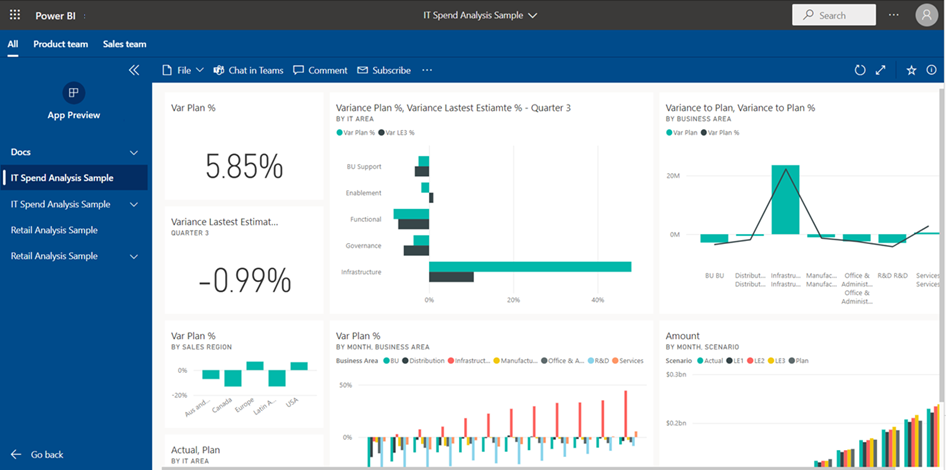 Power BI
IT Spend Analysis Sample
Search
All Product team Sales team
App Preview
Docs
IT Spend Analysis Sample
IT Spend Analysis Sample
Retail Analysis Sample
Retail Analysis Sample
Go back
File Chat in Teams Comment Subscribe
Var Plan %
5.85%
Variance Lastest Estimat...
QUARTER 3
-0.99%
Variance Plan %, Variance Lastest Estiamte % - Quarter 3
BY IT AREA
Var Plan % Var LE3 %
BU Support
Enablement
Functional
Governance
Infrastructure
0% 20% 40%
Variance to Plan, Variance to Plan %
BY BUSINESS AREA
Var Plan Var Plan %
20M
0M
BU BU Distribut... Infrastru... Manufac... Office & R&D R&D Services
Distribut... Infrastru... Manufac... Administ... Services
Office &
Administ...
Var Plan %
BY SALES REGION
0%
-20%
Aus and... Canada Europe Latin A... USA
Var Plan %
BY MONTH, BUSINESS AREA
Business Area BU Distribution Infrastruct... Manufactu... Office & A... R&D Services
50%
0%
Amount
BY MONTH, SCENARIO
Scenario Actual LE1 LE2 LE3 Plan
$0.3bn
$0.2bn
Actual, Plan
BY IT AREA